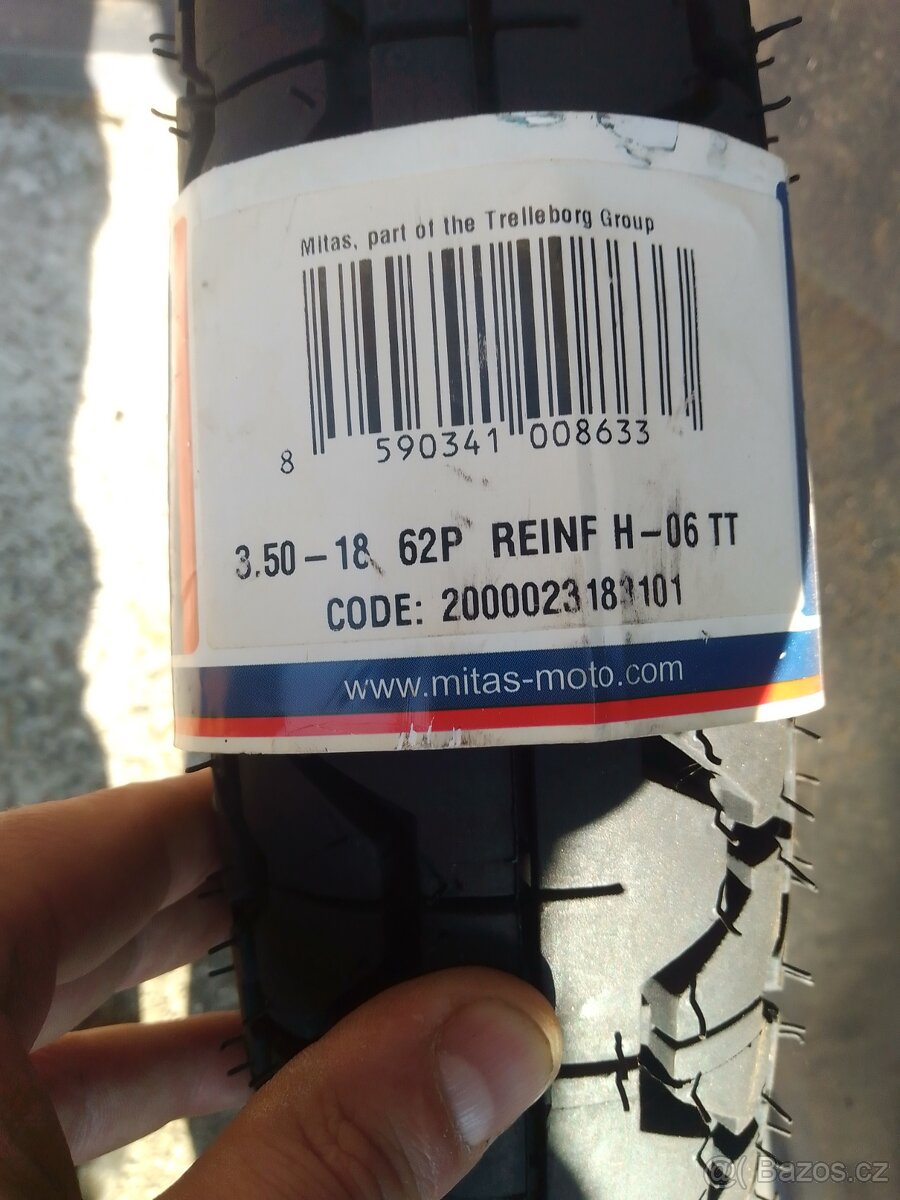 Mitas, part of the Trelleborg Group
8 590341 008633
3.50-18 62P REINF H-06 TT
CODE: 2000023183101
www.mitas-moto.com
@( Bazos.cz